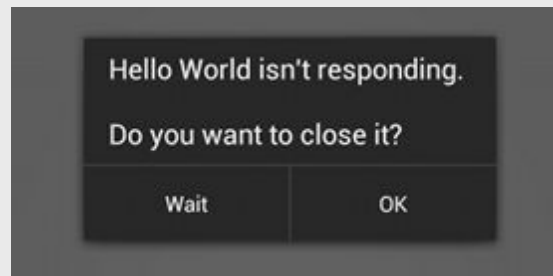 Hello World isn't responding.
Do you want to close it?
Wait
OK